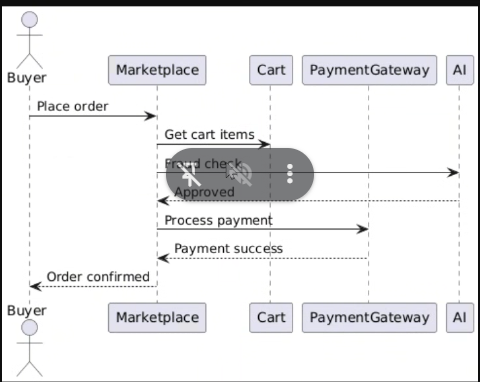 Buyer
Marketplace Cart PaymentGateway AI
Place order
Get cart items
Fraud check
Approved
Process payment
Payment success
Order confirmed
Buyer
Marketplace Cart PaymentGateway AI